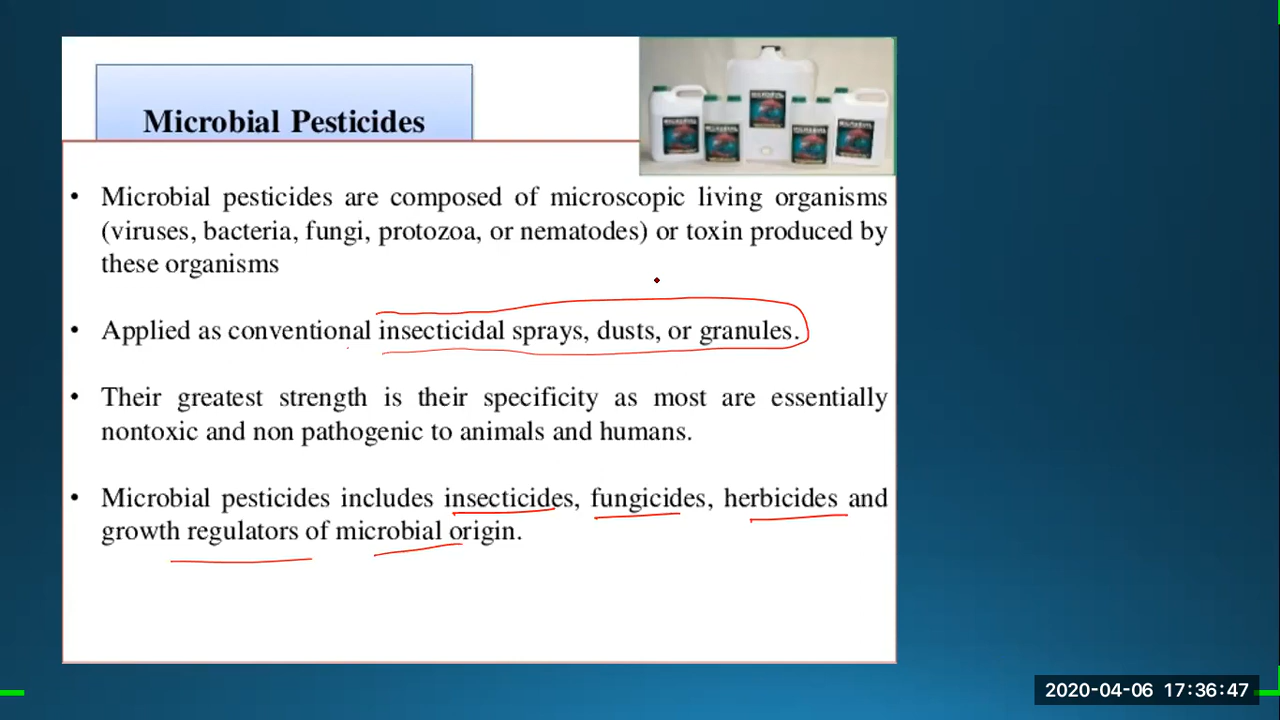 Microbial Pesticides
• Microbial pesticides are composed of microscopic living organisms
(viruses, bacteria, fungi, protozoa, or nematodes) or toxin produced by
these organisms
• Applied as conventional insecticidal sprays, dusts, or granules.
• Their greatest strength is their specificity as most are essentially
nontoxic and non pathogenic to animals and humans.
• Microbial pesticides includes insecticides, fungicides, herbicides and
growth regulators of microbial origin.
2020-04-06 17:36:47